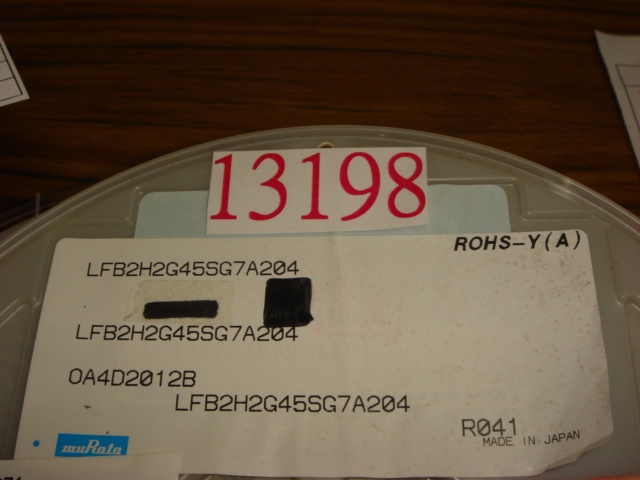 13198
ROHS-Y(A)
LFB2H2G45SG7A204
LFB2H2G45SG7A204
OA4D2012B
LFB2H2G45SG7A204
R041
MADE IN JAPAN
muRata